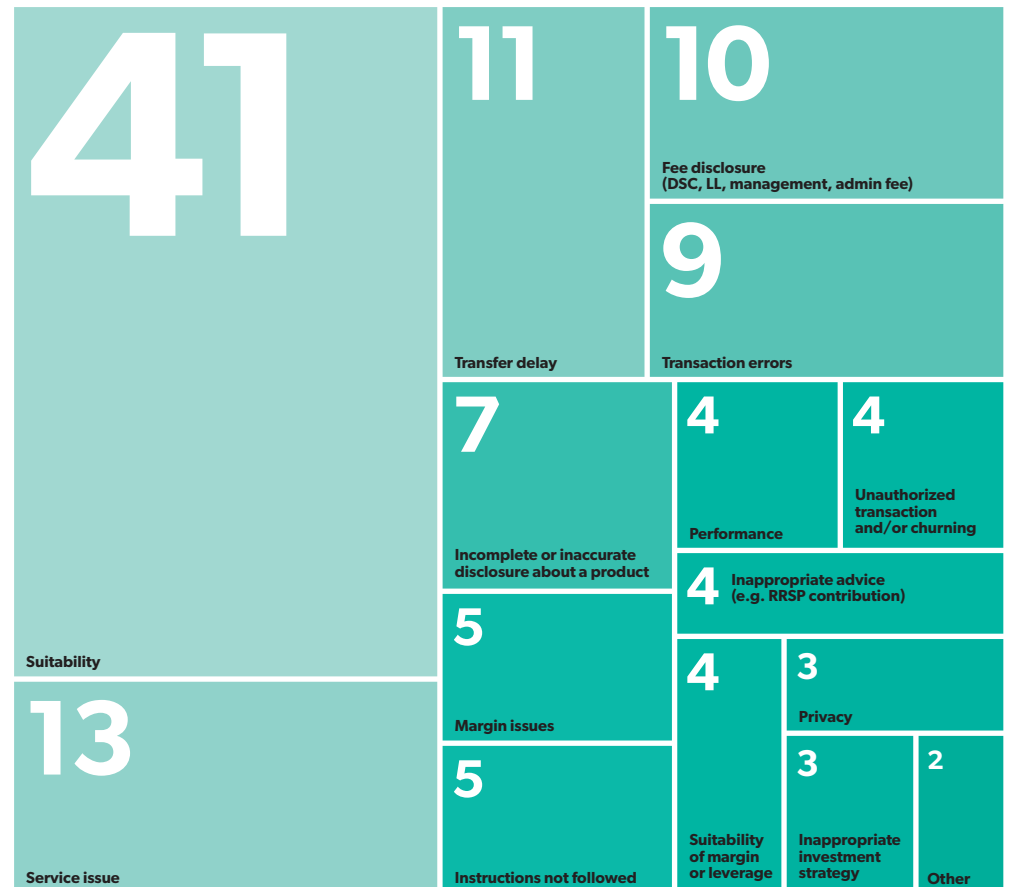 41
Suitability
13
Service issue
11
Transfer delay
10
Fee disclosure
(DSC, LL, management, admin fee)
9
Transaction errors
7
Incomplete or inaccurate
disclosure about a product
5
Margin issues
5
Instructions not followed
4
Performance
4
Unauthorized
transaction
and/or churning
4
Inappropriate advice
(e.g. RRSP contribution)
4
Suitability
of margin
or leverage
3
Privacy
3
Inappropriate
investment
strategy
2
Other